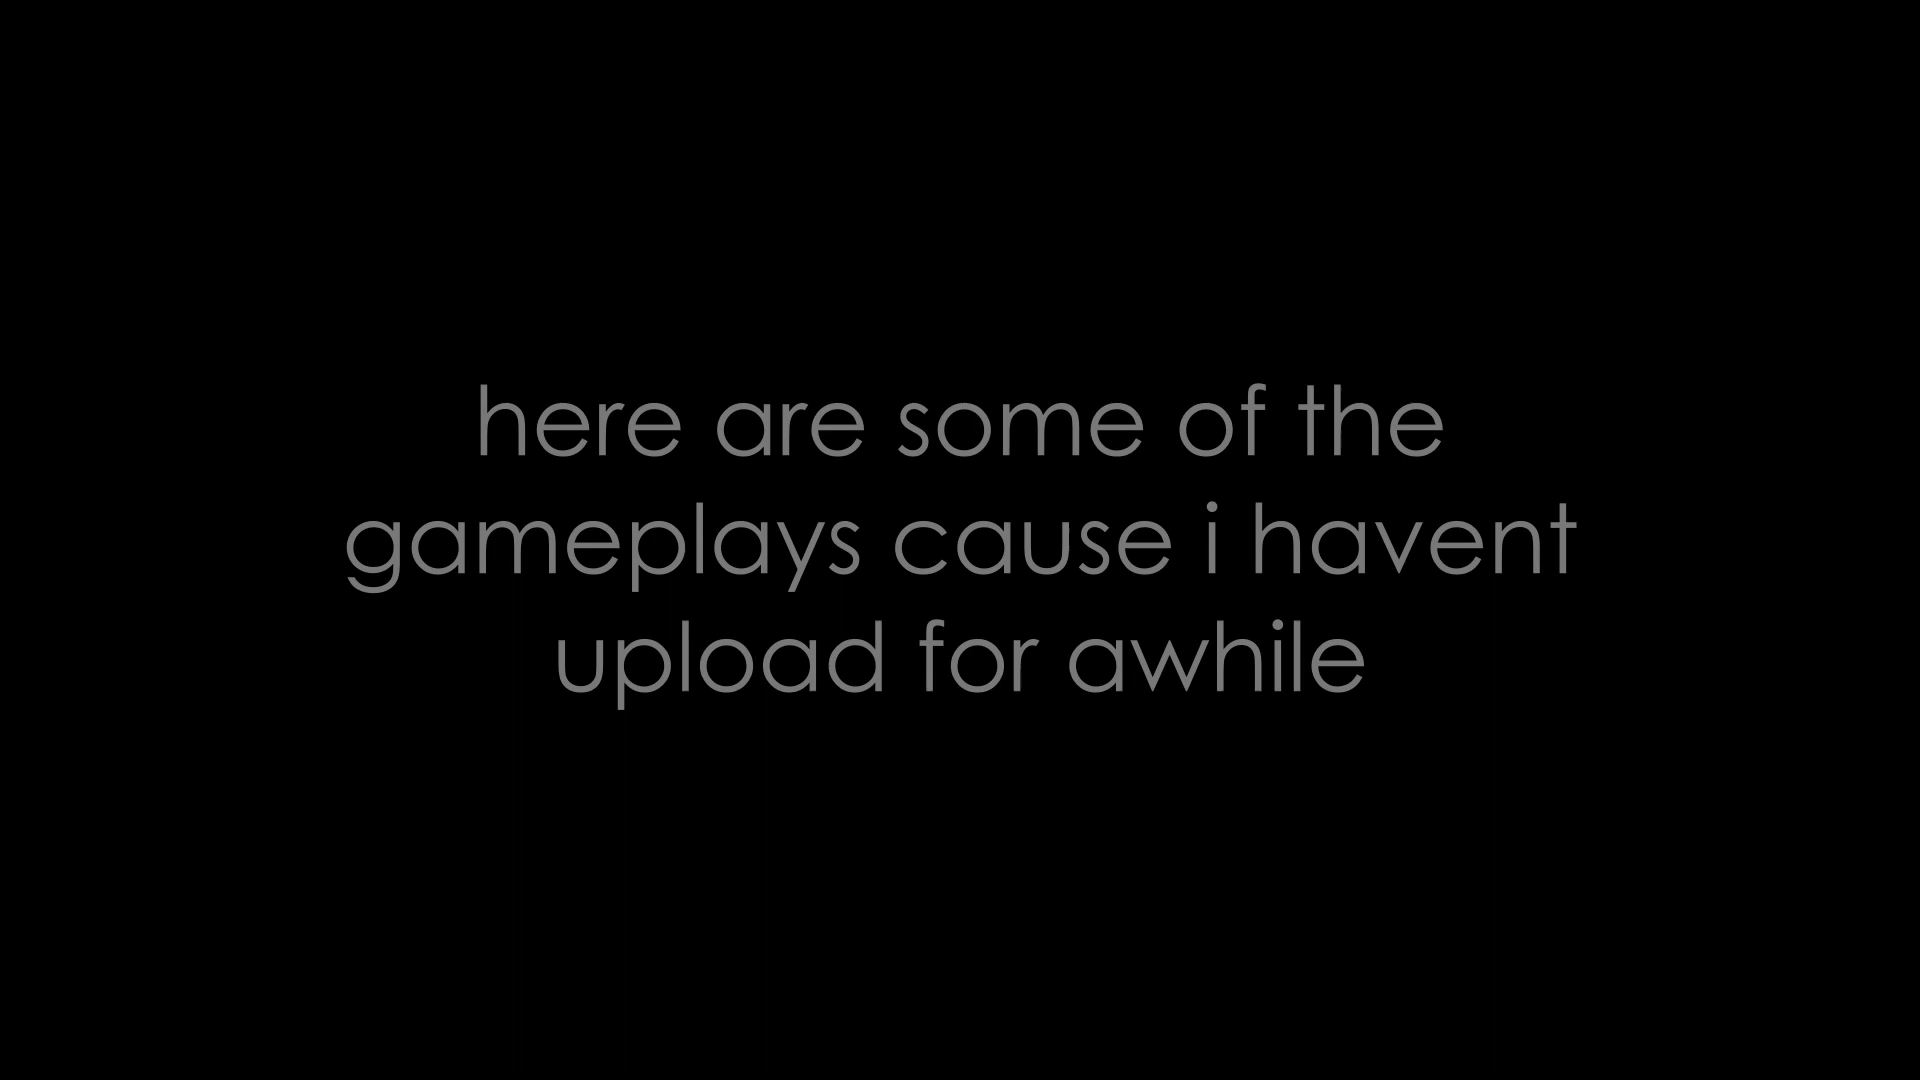 here are some of the
gameplays cause i havent
upload for awhile